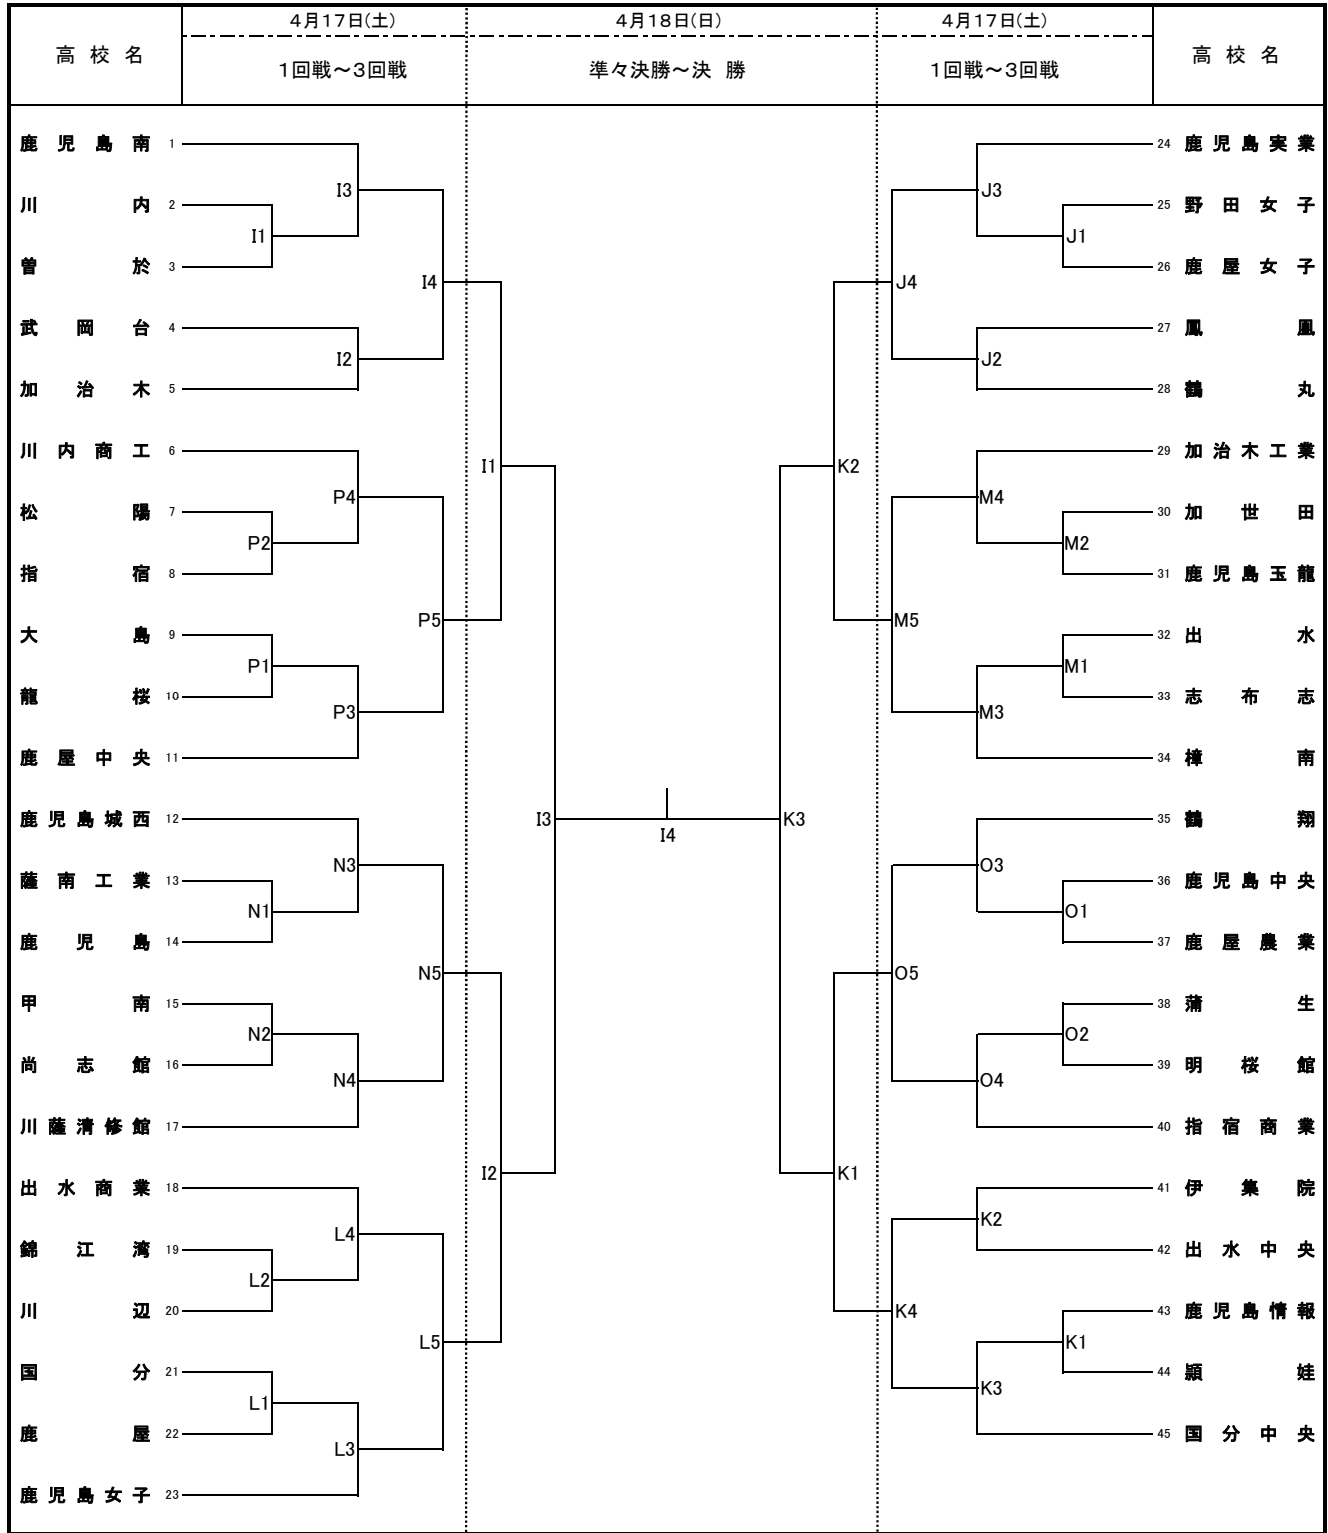 高校名 4月17日(土) 4月18日(日) 4月17日(土) 高校名
1回戦～3回戦 準々決勝～決勝 1回戦～3回戦
鹿児島南 1 24 鹿児島実業
I3 J3
川内 2 25 野田女子
I1 J1
曽於 3 26 鹿屋女子
I4 J4
武岡台 4 27 鳳凰
I2 J2
加治木 5 28 鶴丸
川内商工 6 29 加治木工業
I1 K2
P4 M4
松陽 7 30 加世田
P2 M2
指宿 8 31 鹿児島玉龍
P5 M5
大島 9 32 出水
P1 M1
龍桜 10 33 志布志
P3 M3
鹿屋中央 11 34 樟南
鹿児島城西 12 I3 K3 35 鶴翔
I4
N3 O3
薩南工業 13 36 鹿児島中央
N1 O1
鹿児島 14 37 鹿屋農業
N5 O5
甲南 15 38 蒲生
N2 O2
尚志館 16 39 明桜館
N4 O4
川薩清修館 17 40 指宿商業
I2 K1
出水商業 18 41 伊集院
L4 K2
錦江湾 19 42 出水中央
L2
川辺 20 K4 43 鹿児島情報
L5 K1
国分 21 44 頴娃
L1 K3
鹿屋 22 45 国分中央
L3
鹿児島女子 23